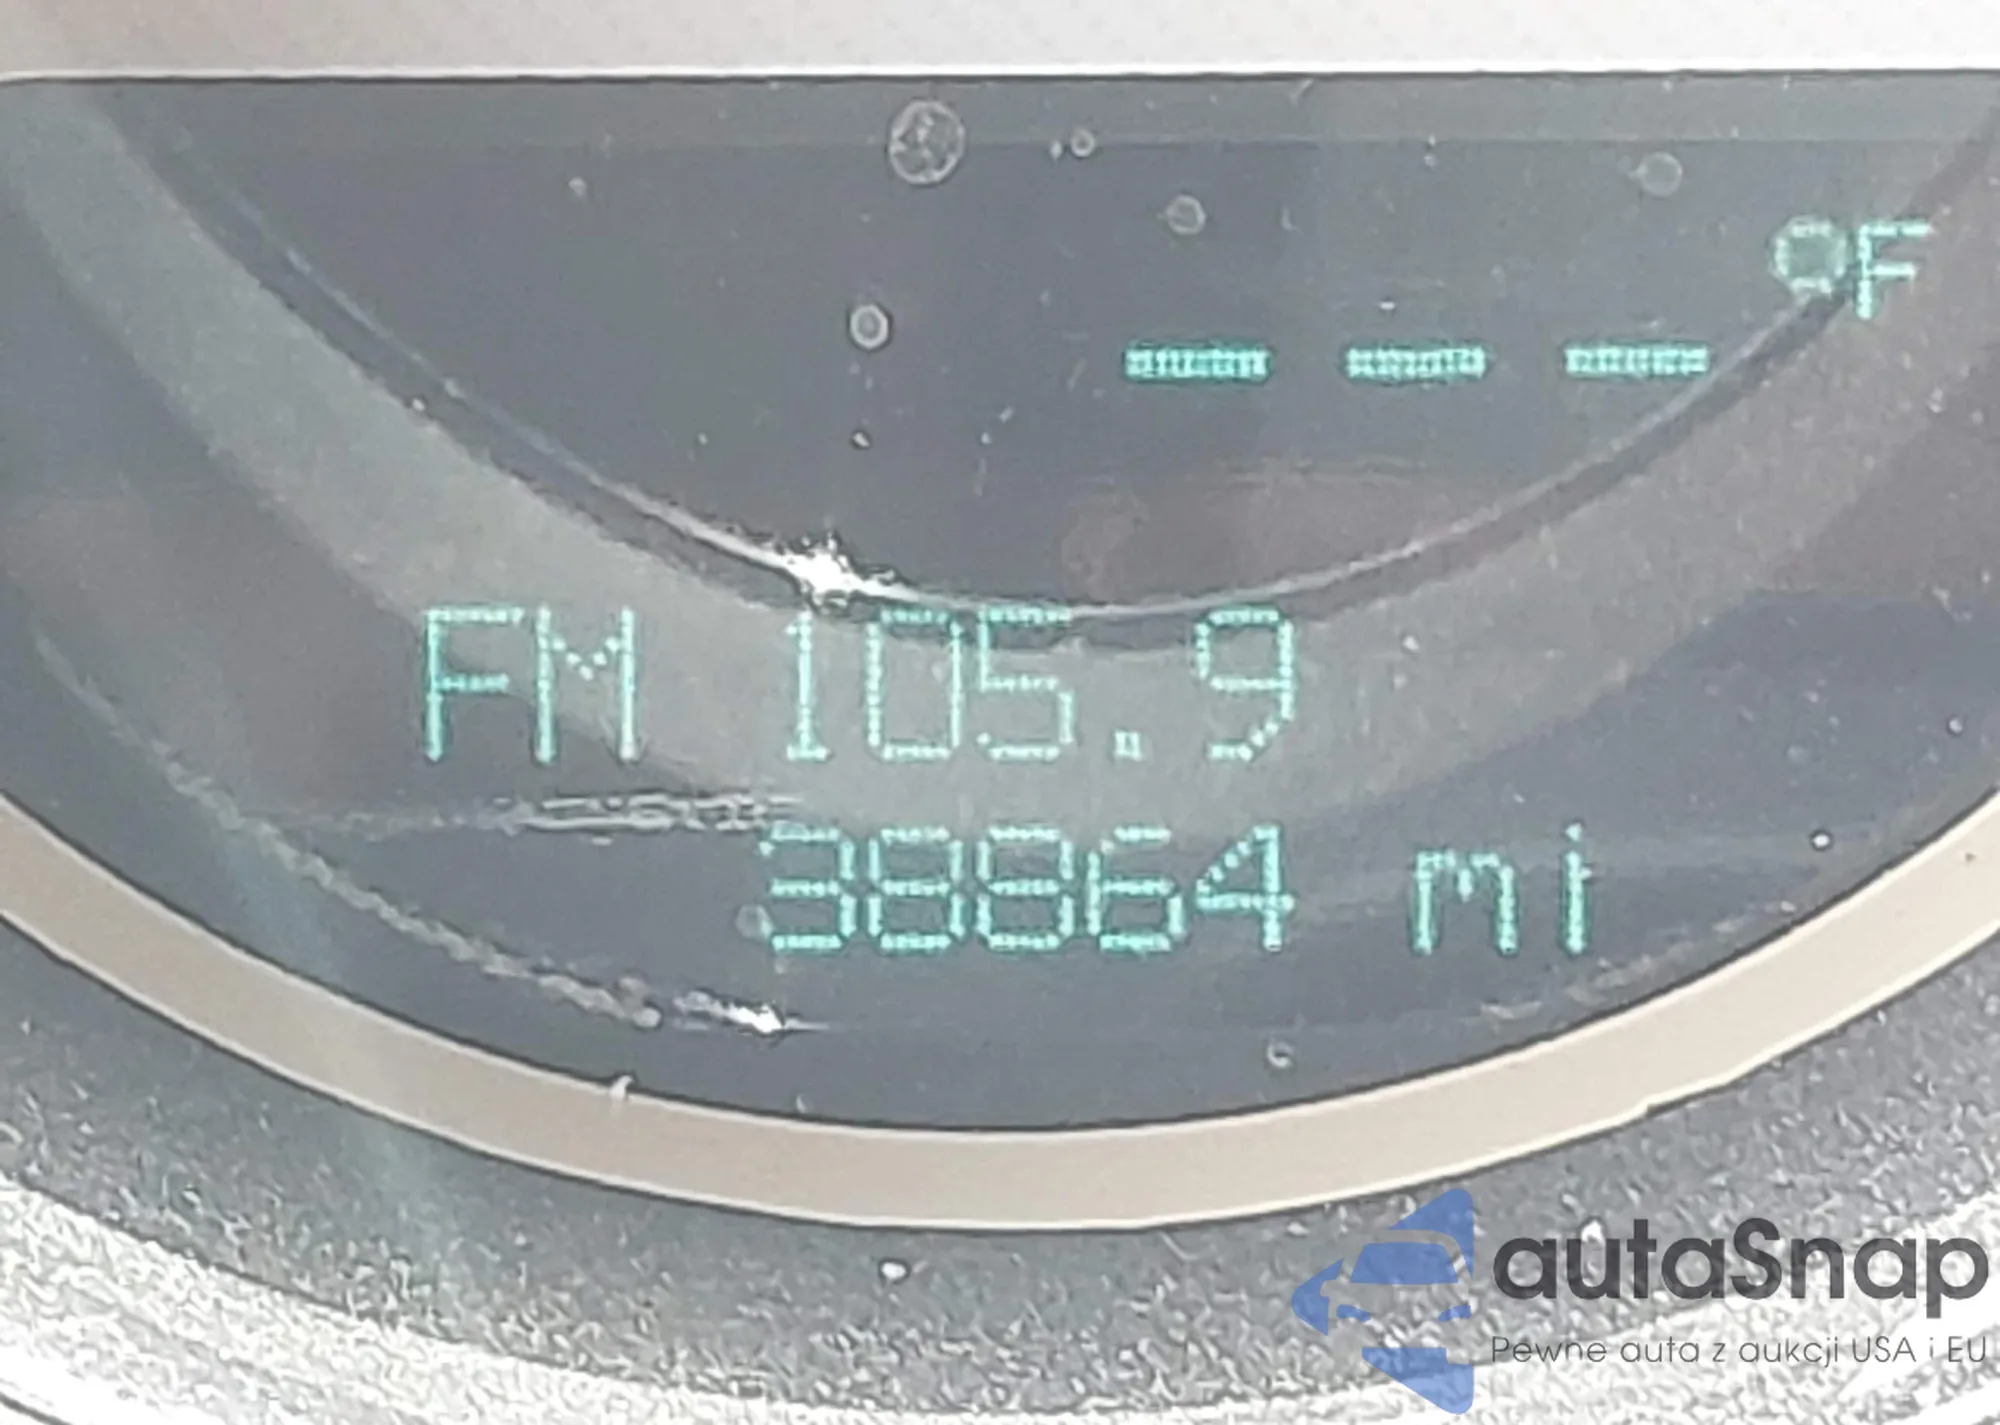 °F
---
FM 105.9
38864 mi
autaSnap
Pewne auta z aukcji USA i EU